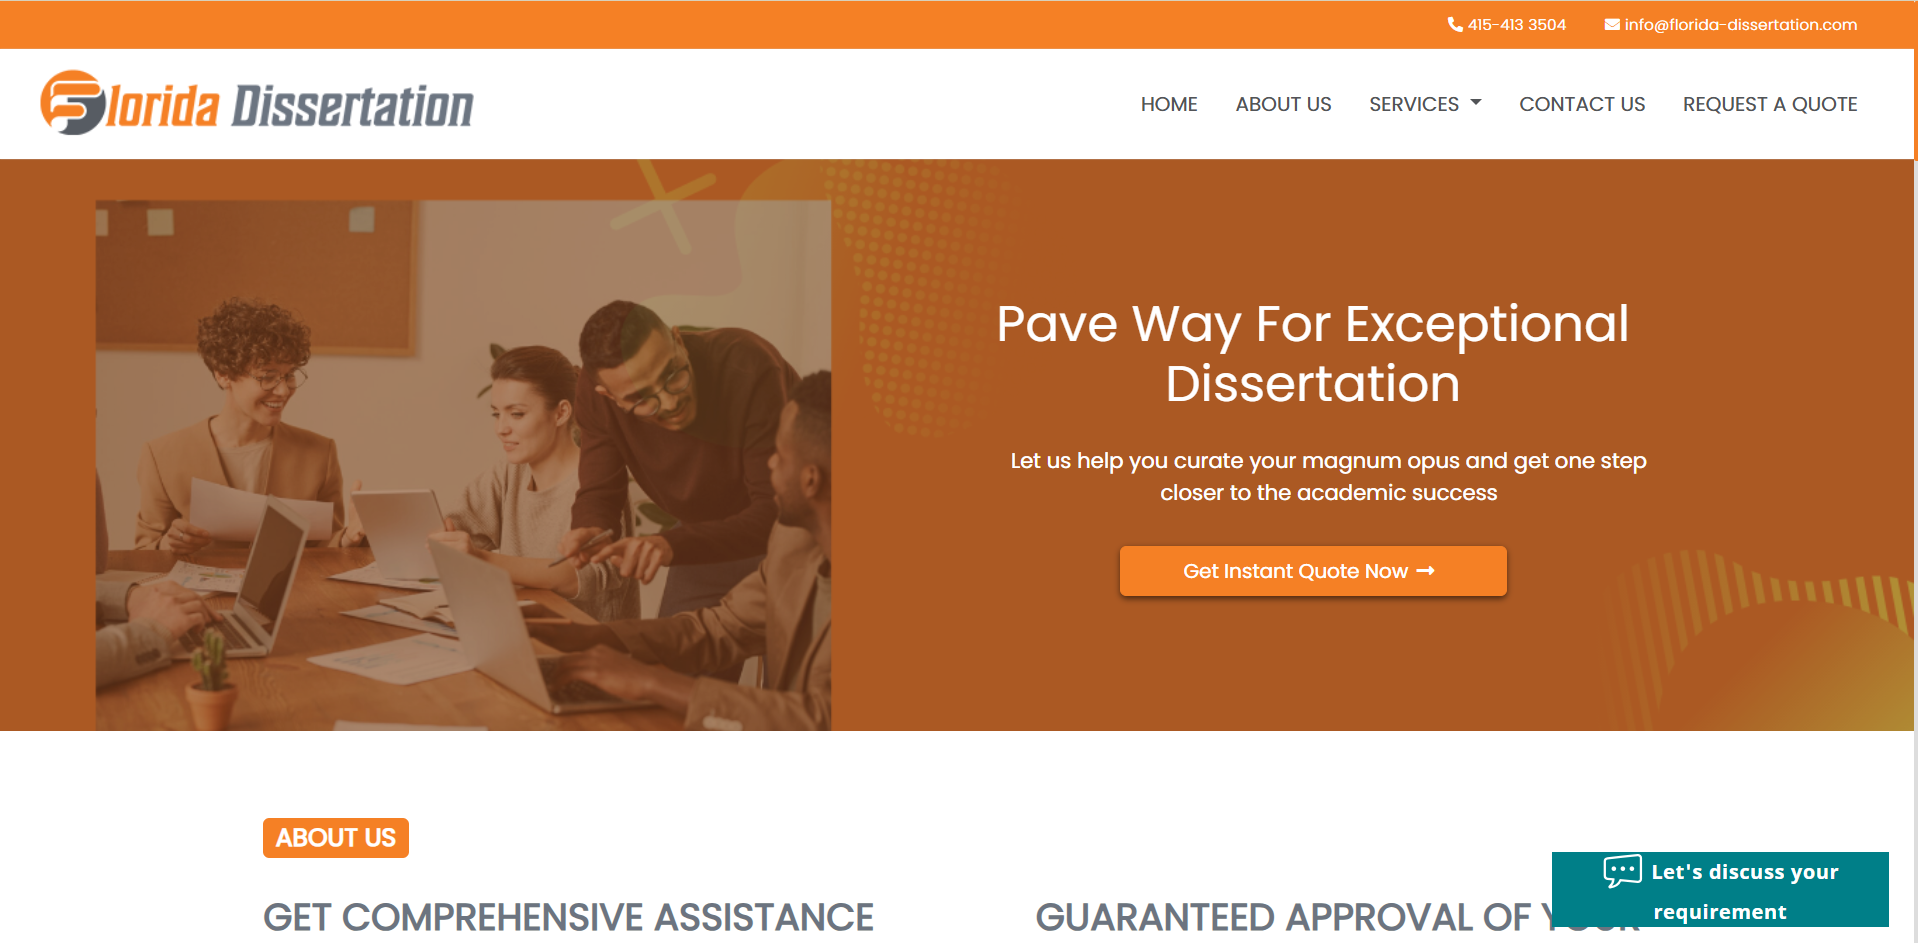 415-413 3504 info@florida-dissertation.com
Florida Dissertation
HOME ABOUT US SERVICES CONTACT US REQUEST A QUOTE
Pave Way For Exceptional
Dissertation
Let us help you curate your magnum opus and get one step
closer to the academic success
Get Instant Quote Now
ABOUT US
GET COMPREHENSIVE ASSISTANCE
GUARANTEED APPROVAL OF YOUR
Let's discuss your
requirement